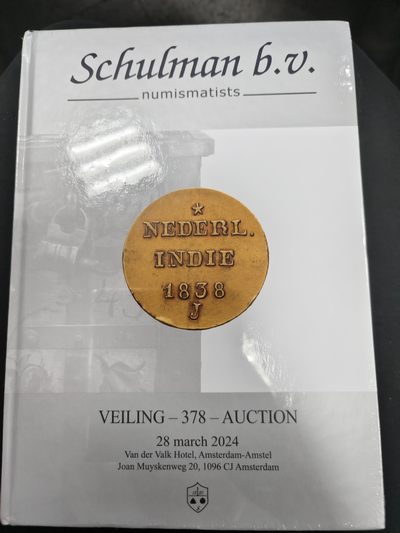 Schulman b.v.
numismatists
NEDERL.
INDIE
1838
J
VEILING – 378 – AUCTION
28 march 2024
Van der Valk Hotel, Amsterdam-Amstel
Joan Muyskenweg 20, 1096 CJ Amsterdam